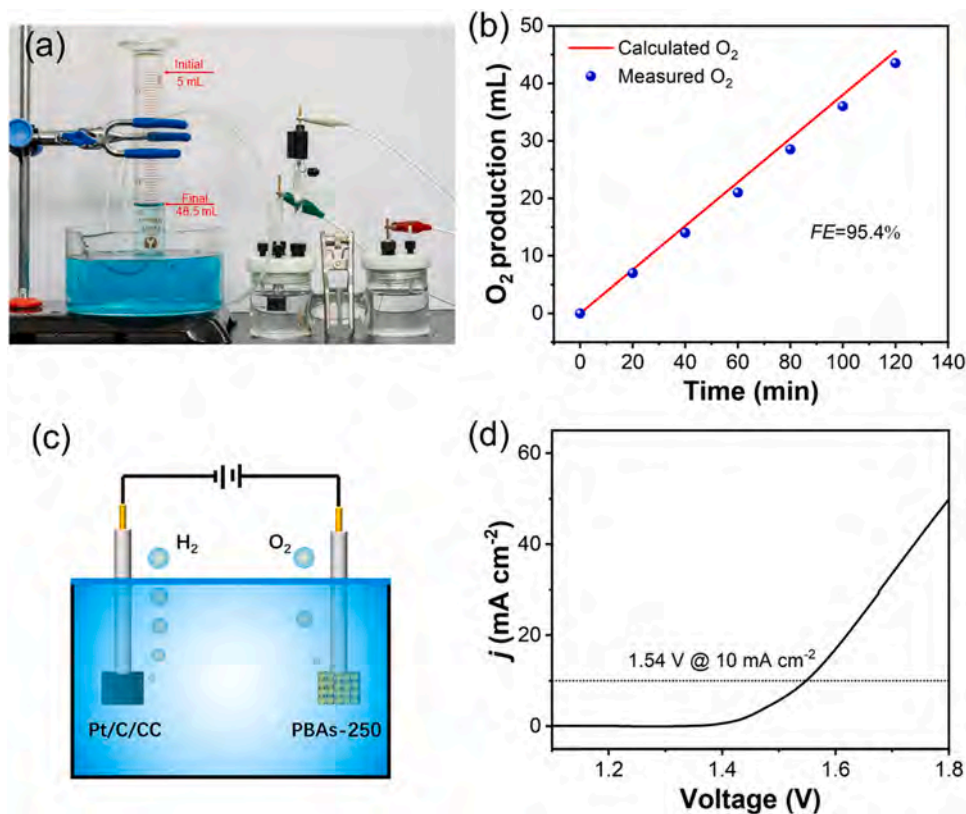 (a)
Initial
5 mL
Final
48.5 mL
(b)
Calculated O₂
Measured O₂
FE=95.4%
O₂ production (mL)
50
40
30
20
10
0
0 20 40 60 80 100 120 140
Time (min)
(c)
H₂ O₂
Pt/C/CC PBAs-250
(d)
j (mA cm⁻²)
60
40
20
0
1.54 V @ 10 mA cm⁻²
1.2 1.4 1.6 1.8
Voltage (V)